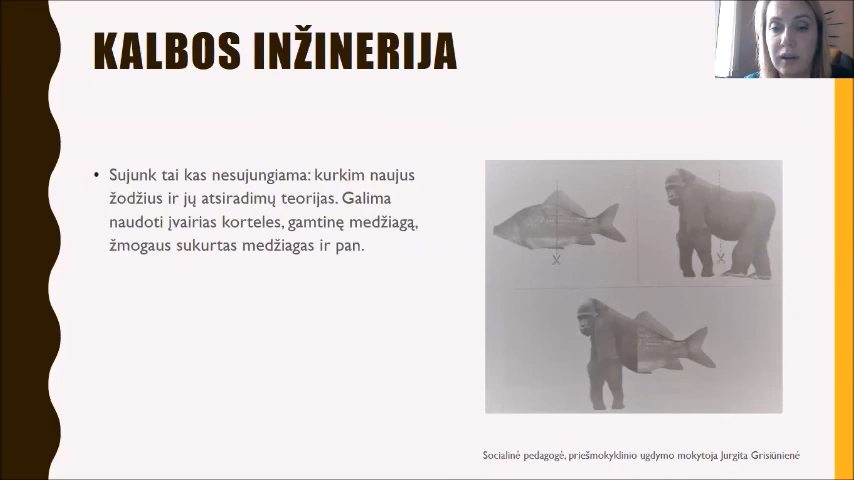 KALBOS INŽINERIJA
• Sujunk tai kas nesujungiama: kurkim naujus
žodžius ir jų atsiradimų teorijas. Galima
naudoti įvairias korteles, gamtinę medžiagą,
žmogaus sukurtas medžiagas ir pan.
Socialinė pedagogė, priešmokyklinio ugdymo mokytoja Jurgita Grisiūnienė